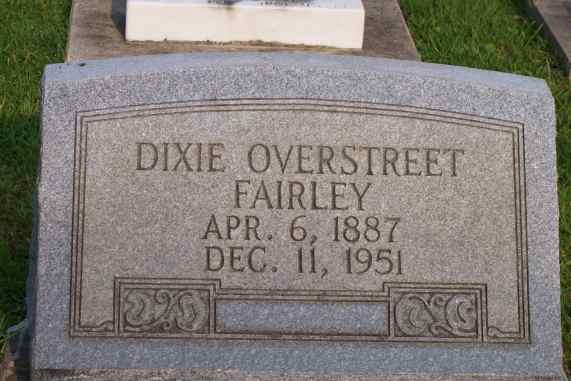 DIXIE OVERSTREET
FAIRLEY
APR. 6, 1887
DEC. 11, 1951